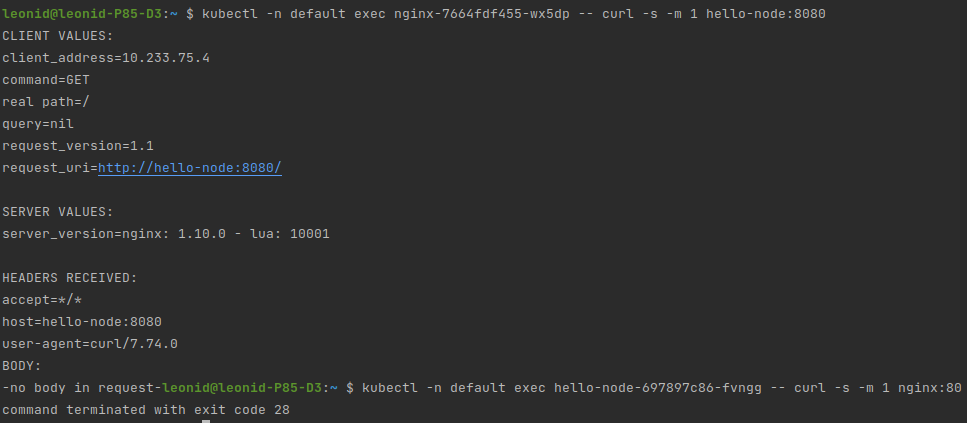 leonid@leonid-P85-D3:~ $ kubectl -n default exec nginx-7664fdf455-wx5dp -- curl -s -m 1 hello-node:8080
CLIENT VALUES:
client_address=10.233.75.4
command=GET
real path=/
query=nil
request_version=1.1
request_uri=http://hello-node:8080/

SERVER VALUES:
server_version=nginx: 1.10.0 - lua: 10001

HEADERS RECEIVED:
accept=*/*
host=hello-node:8080
user-agent=curl/7.74.0
BODY:
-no body in request-leonid@leonid-P85-D3:~ $ kubectl -n default exec hello-node-697897c86-fvngg -- curl -s -m 1 nginx:80
command terminated with exit code 28